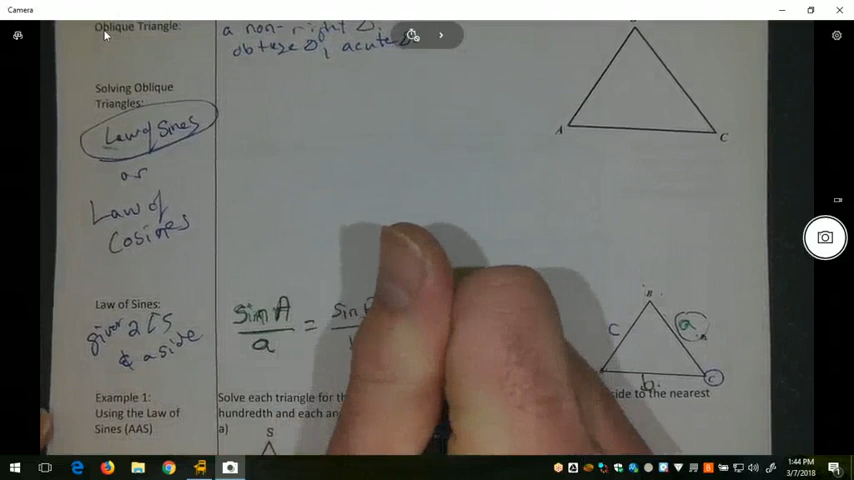 Camera
Oblique Triangle:
a non-right Δ.
obtuse Δ, acute Δ
Solving Oblique
Triangles:
Law of Sines
or
Law of
Cosines
A
C
Law of Sines:
given 2 ∠s
& a side
sin A
a
=
sin
B
c
a
b
C
Example 1:
Using the Law of
Sines (AAS)
Solve each triangle for th
hundredth and each an
ide to the nearest
a)
S
1:44 PM
3/7/2018